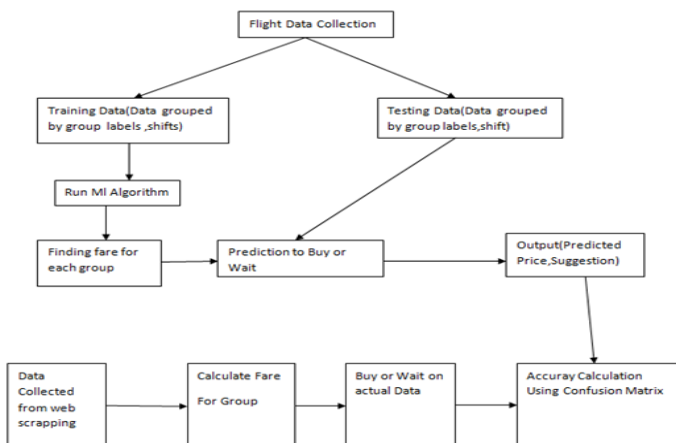 Flight Data Collection
Training Data(Data grouped
by group labels ,shifts)
Testing Data(Data grouped
by group labels,shift)
Run Ml Algorithm
Finding fare for
each group
Prediction to Buy or
Wait
Output(Predicted
Price,Suggestion)
Data
Collected
from web
scrapping
Calculate Fare
For Group
Buy or Wait on
actual Data
Accuray Calculation
Using Confusion Matrix